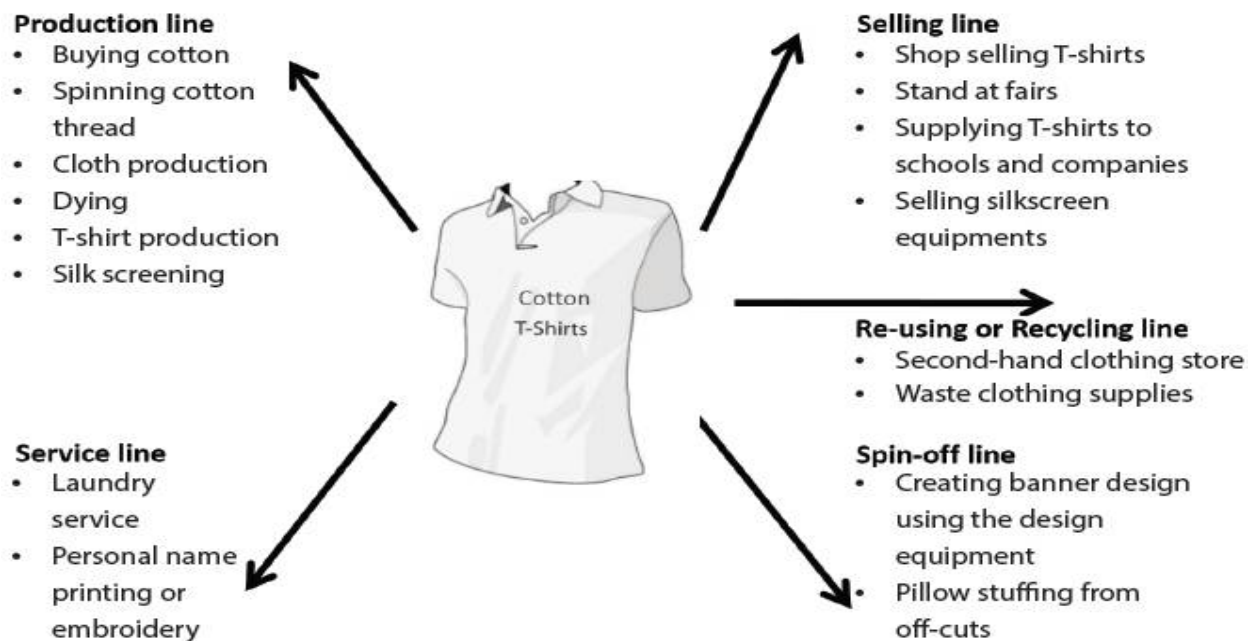 Production line
• Buying cotton
• Spinning cotton
thread
• Cloth production
• Dying
• T-shirt production
• Silk screening
Selling line
• Shop selling T-shirts
• Stand at fairs
• Supplying T-shirts to
schools and companies
• Selling silkscreen
equipments
Cotton
T-Shirts
Re-using or Recycling line
• Second-hand clothing store
• Waste clothing supplies
Service line
• Laundry
service
• Personal name
printing or
embroidery
Spin-off line
• Creating banner design
using the design
equipment
• Pillow stuffing from
off-cuts